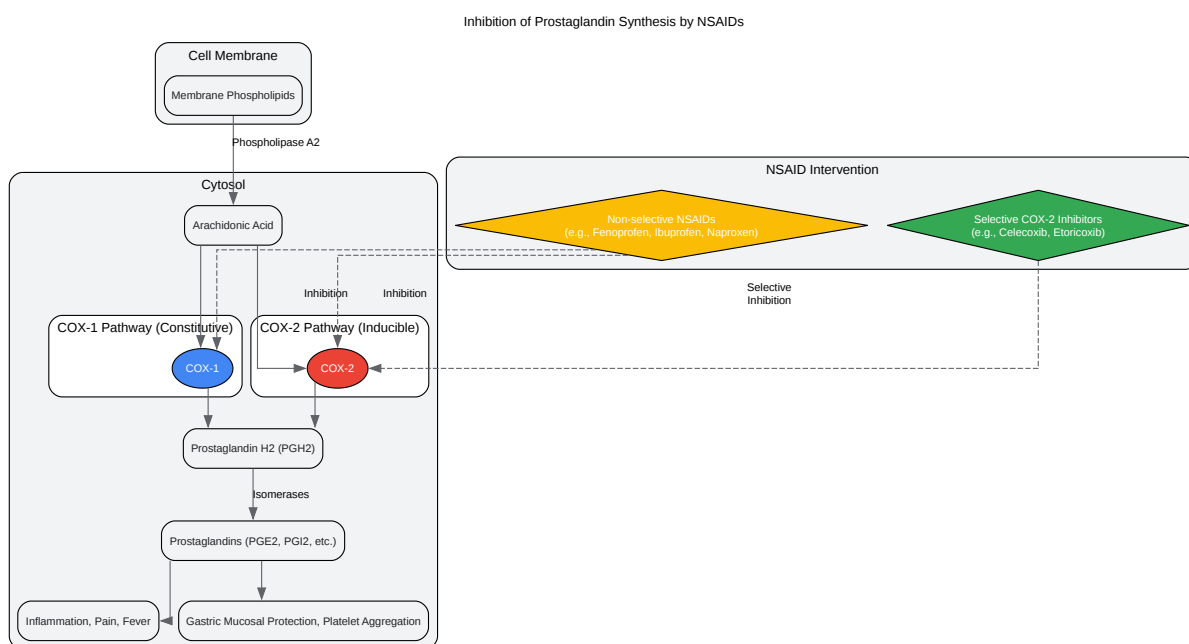 Inhibition of Prostaglandin Synthesis by NSAIDs
Cell Membrane
Membrane Phospholipids
Phospholipase A2
NSAID Intervention
Cytosol
Non-selective NSAIDs
(e.g., Fenoprofen, Ibuprofen, Naproxen)
Selective COX-2 Inhibitors
(e.g., Celecoxib, Etoricoxib)
Arachidonic Acid
Inhibition
Inhibition
Selective
Inhibition
COX-1 Pathway (Constitutive)
COX-2 Pathway (Inducible)
COX-1
COX-2
Prostaglandin H2 (PGH2)
Isomerases
Prostaglandins (PGE2, PGI2, etc.)
Inflammation, Pain, Fever
Gastric Mucosal Protection, Platelet Aggregation